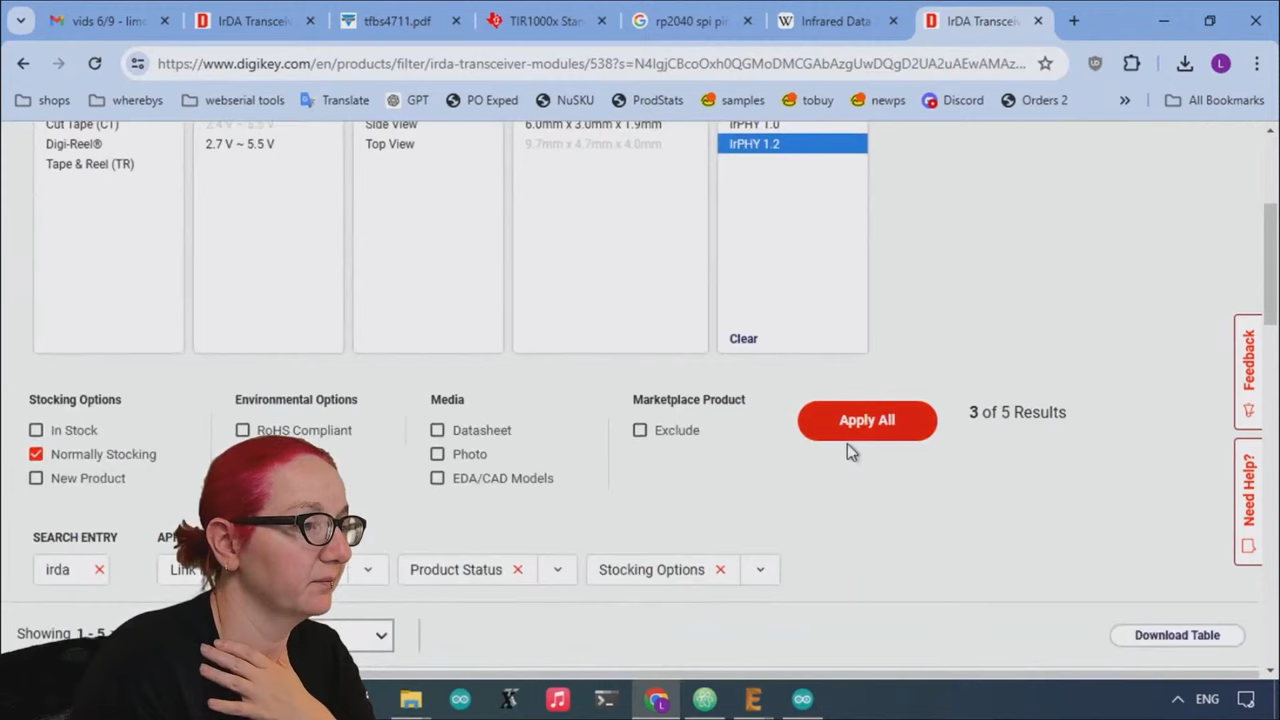 vids 6/9 - lim
IrDA Transcei
tfbs4711.pdf
TIR1000x Stan
rp2040 spi pi
Infrared Data
IrDA Transcei
https://www.digikey.com/en/products/filter/irda-transceiver-modules/538?s=N4IgjCBcoOxh0QGMoDMCGAbAzgUwDQgD2UA2uAEwAMAz...
shops
wherebys
webserial tools
Translate
GPT
PO Exped
NuSKU
ProdStats
samples
tobuy
newps
Discord
Orders 2
»
All Bookmarks
Cut Tape (CT)
2.4 V ~ 5.5 V
Side View
6.0mm x 3.0mm x 1.9mm
IrPHY 1.0
Digi-Reel®
2.7 V ~ 5.5 V
Top View
9.7mm x 4.7mm x 4.0mm
IrPHY 1.2
Tape & Reel (TR)
Clear
Stocking Options
Environmental Options
Media
Marketplace Product
Apply All
3 of 5 Results
In Stock
RoHS Compliant
Datasheet
Exclude
Normally Stocking
Photo
New Product
EDA/CAD Models
Feedback
Need Help?
SEARCH ENTRY
irda
Product Status
Stocking Options
Showing 1 - 5
Download Table
ENG